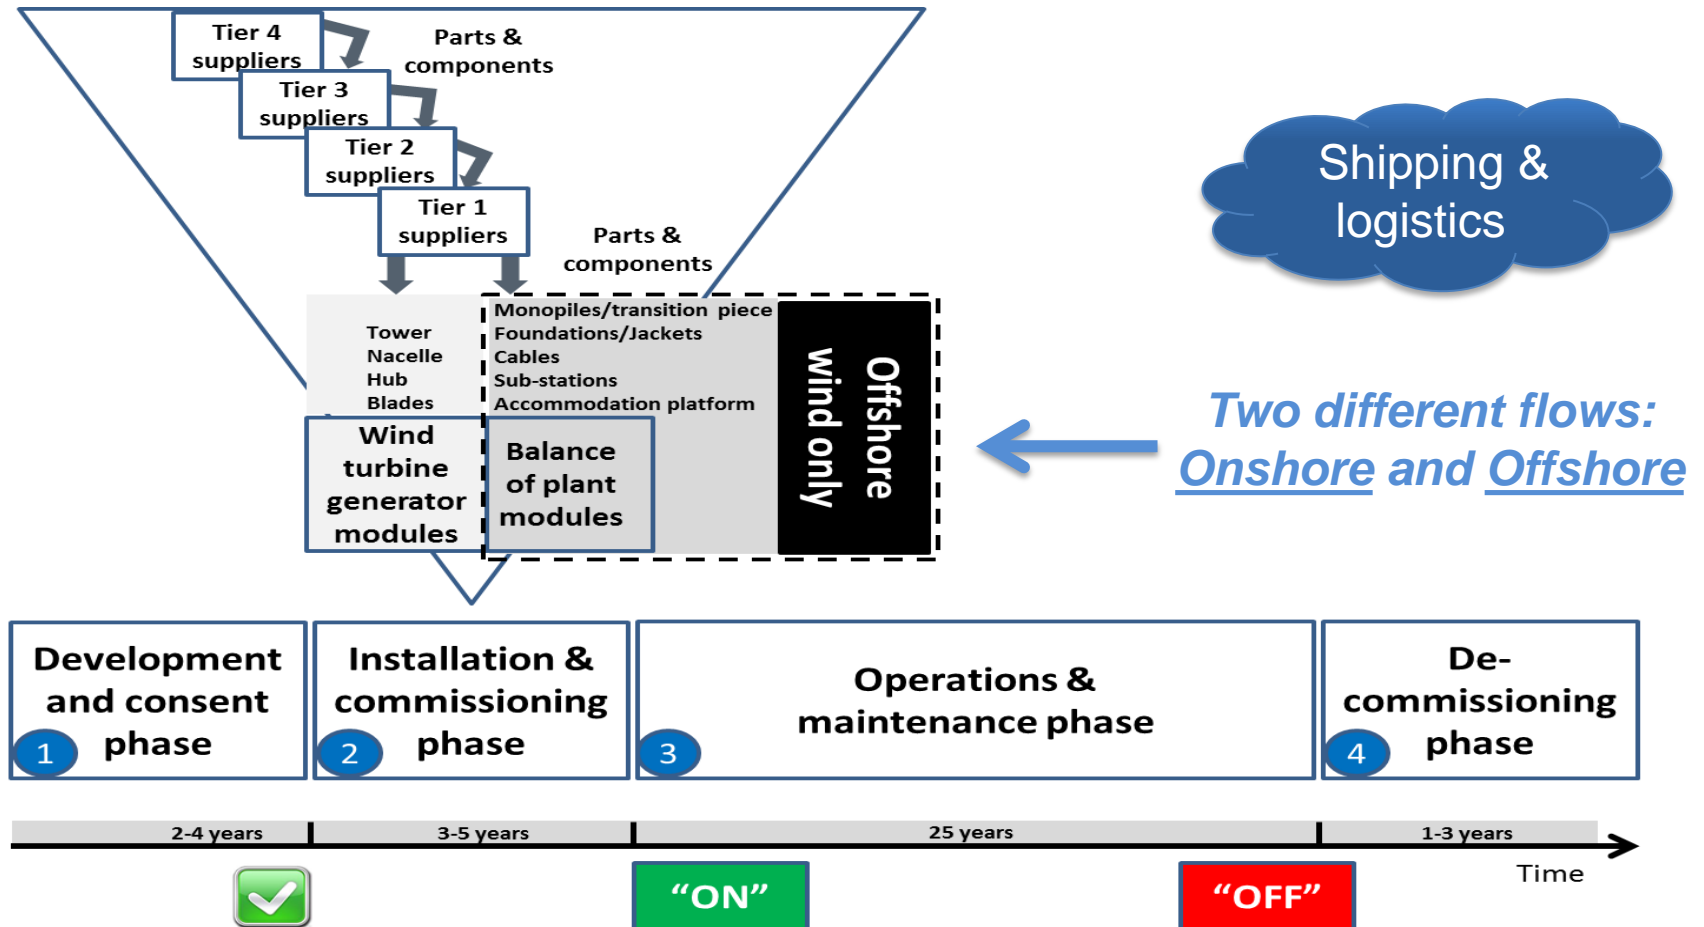 Tier 4
suppliers
Parts &
components
Tier 3
suppliers
Tier 2
suppliers
Tier 1
suppliers
Parts &
components
Shipping &
logistics
Tower
Nacelle
Hub
Blades
Monopiles/transition piece
Foundations/Jackets
Cables
Sub-stations
Accommodation platform
Offshore
wind only
Wind
turbine
generator
modules
Balance
of plant
modules
Two different flows:
Onshore and Offshore
Development
and consent
phase
1
Installation &
commissioning
phase
2
Operations &
maintenance phase
3
De-
commissioning
phase
4
2-4 years
3-5 years
25 years
1-3 years
Time
“ON”
“OFF”